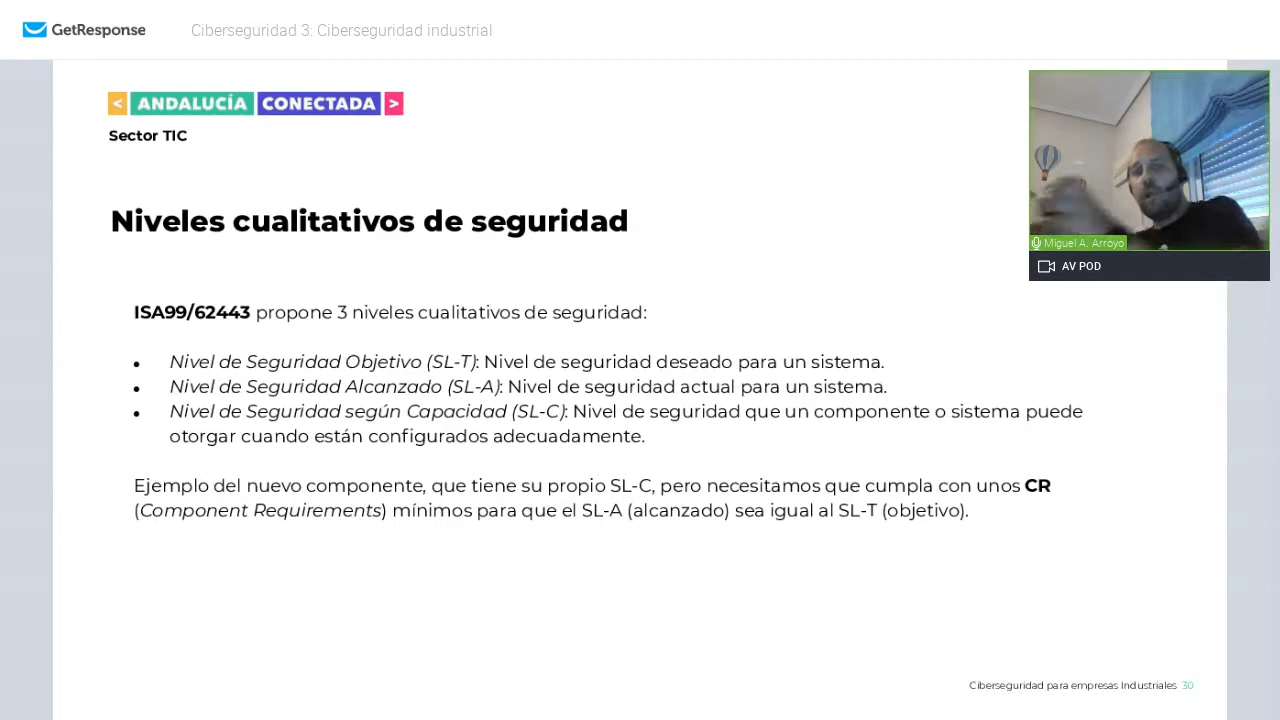 GetResponse
Ciberseguridad 3: Ciberseguridad industrial
< ANDALUCÍA CONECTADA >
Sector TIC
Miguel A. Arroyo
AV POD
Niveles cualitativos de seguridad
ISA99/62443 propone 3 niveles cualitativos de seguridad:
• Nivel de Seguridad Objetivo (SL-T): Nivel de seguridad deseado para un sistema.
• Nivel de Seguridad Alcanzado (SL-A): Nivel de seguridad actual para un sistema.
• Nivel de Seguridad según Capacidad (SL-C): Nivel de seguridad que un componente o sistema puede
otorgar cuando están configurados adecuadamente.
Ejemplo del nuevo componente, que tiene su propio SL-C, pero necesitamos que cumpla con unos CR
(Component Requirements) mínimos para que el SL-A (alcanzado) sea igual al SL-T (objetivo).
Ciberseguridad para empresas Industriales 30